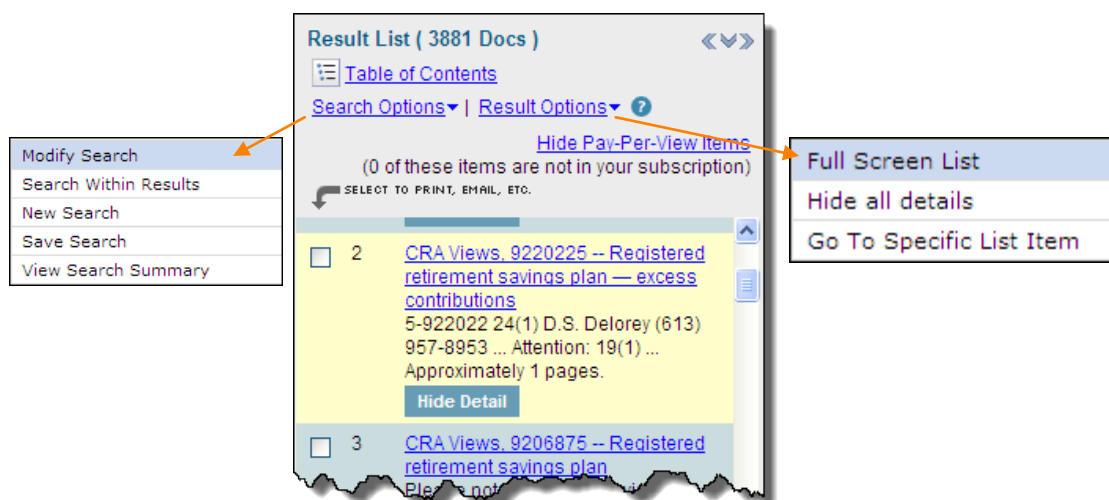 Result List ( 3881 Docs )
Table of Contents
Search Options | Result Options ?
Hide Pay-Per-View Items
(0 of these items are not in your subscription)
SELECT TO PRINT, EMAIL, ETC.
2 CRA Views, 9220225 -- Registered
retirement savings plan — excess
contributions
5-922022 24(1) D.S. Delorey (613)
957-8953 ... Attention: 19(1) ...
Approximately 1 pages.
Hide Detail
3 CRA Views, 9206875 -- Registered
retirement savings plan
Please not
Modify Search
Search Within Results
New Search
Save Search
View Search Summary
Full Screen List
Hide all details
Go To Specific List Item